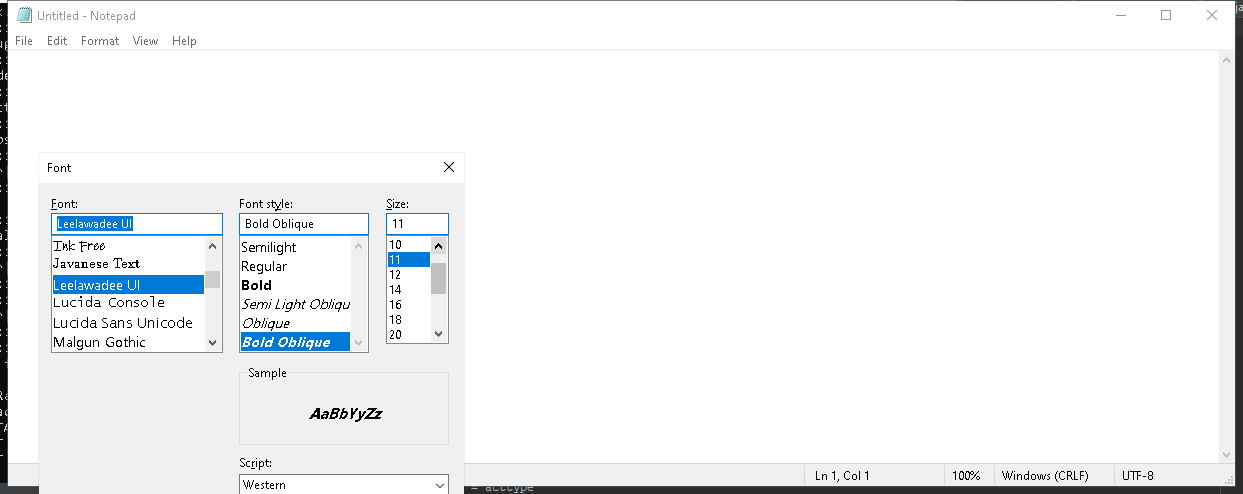 Untitled - Notepad
File Edit Format View Help
Font
Font: Font style: Size:
Leelawadee UI Bold Oblique 11
Ink Free Semilight 10
Javanese Text Regular 11
Leelawadee UI Bold 12
Lucida Console Semi Light Obliqu 14
Lucida Sans Unicode Oblique 16
Malgun Gothic Bold Oblique 18
20
Sample
AaBbYyZz
Script:
Western
Ln 1, Col 1 100% Windows (CRLF) UTF-8
= acctype